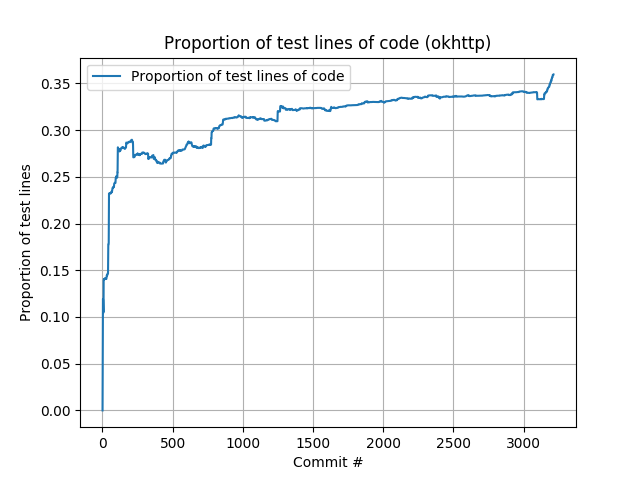 Proportion of test lines of code (okhttp)
Proportion of test lines of code
0.35
0.30
0.25
0.20
0.15
0.10
0.05
0.00
Proportion of test lines
0 500 1000 1500 2000 2500 3000
Commit #